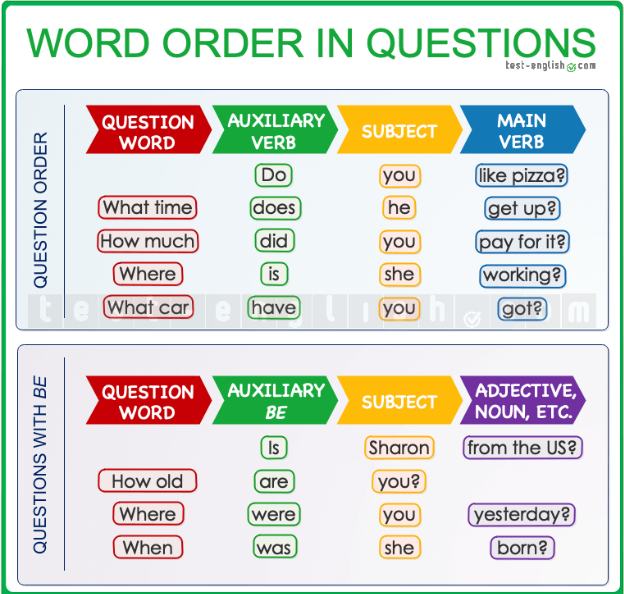 WORD ORDER IN QUESTIONS
test-english.com
QUESTION ORDER
QUESTION WORD AUXILIARY VERB SUBJECT MAIN VERB
Do you like pizza?
What time does he get up?
How much did you pay for it?
Where is she working?
What car have you got?
test-english.com
QUESTIONS WITH BE
QUESTION WORD AUXILIARY BE SUBJECT ADJECTIVE, NOUN, ETC.
Is Sharon from the US?
How old are you?
Where were you yesterday?
When was she born?